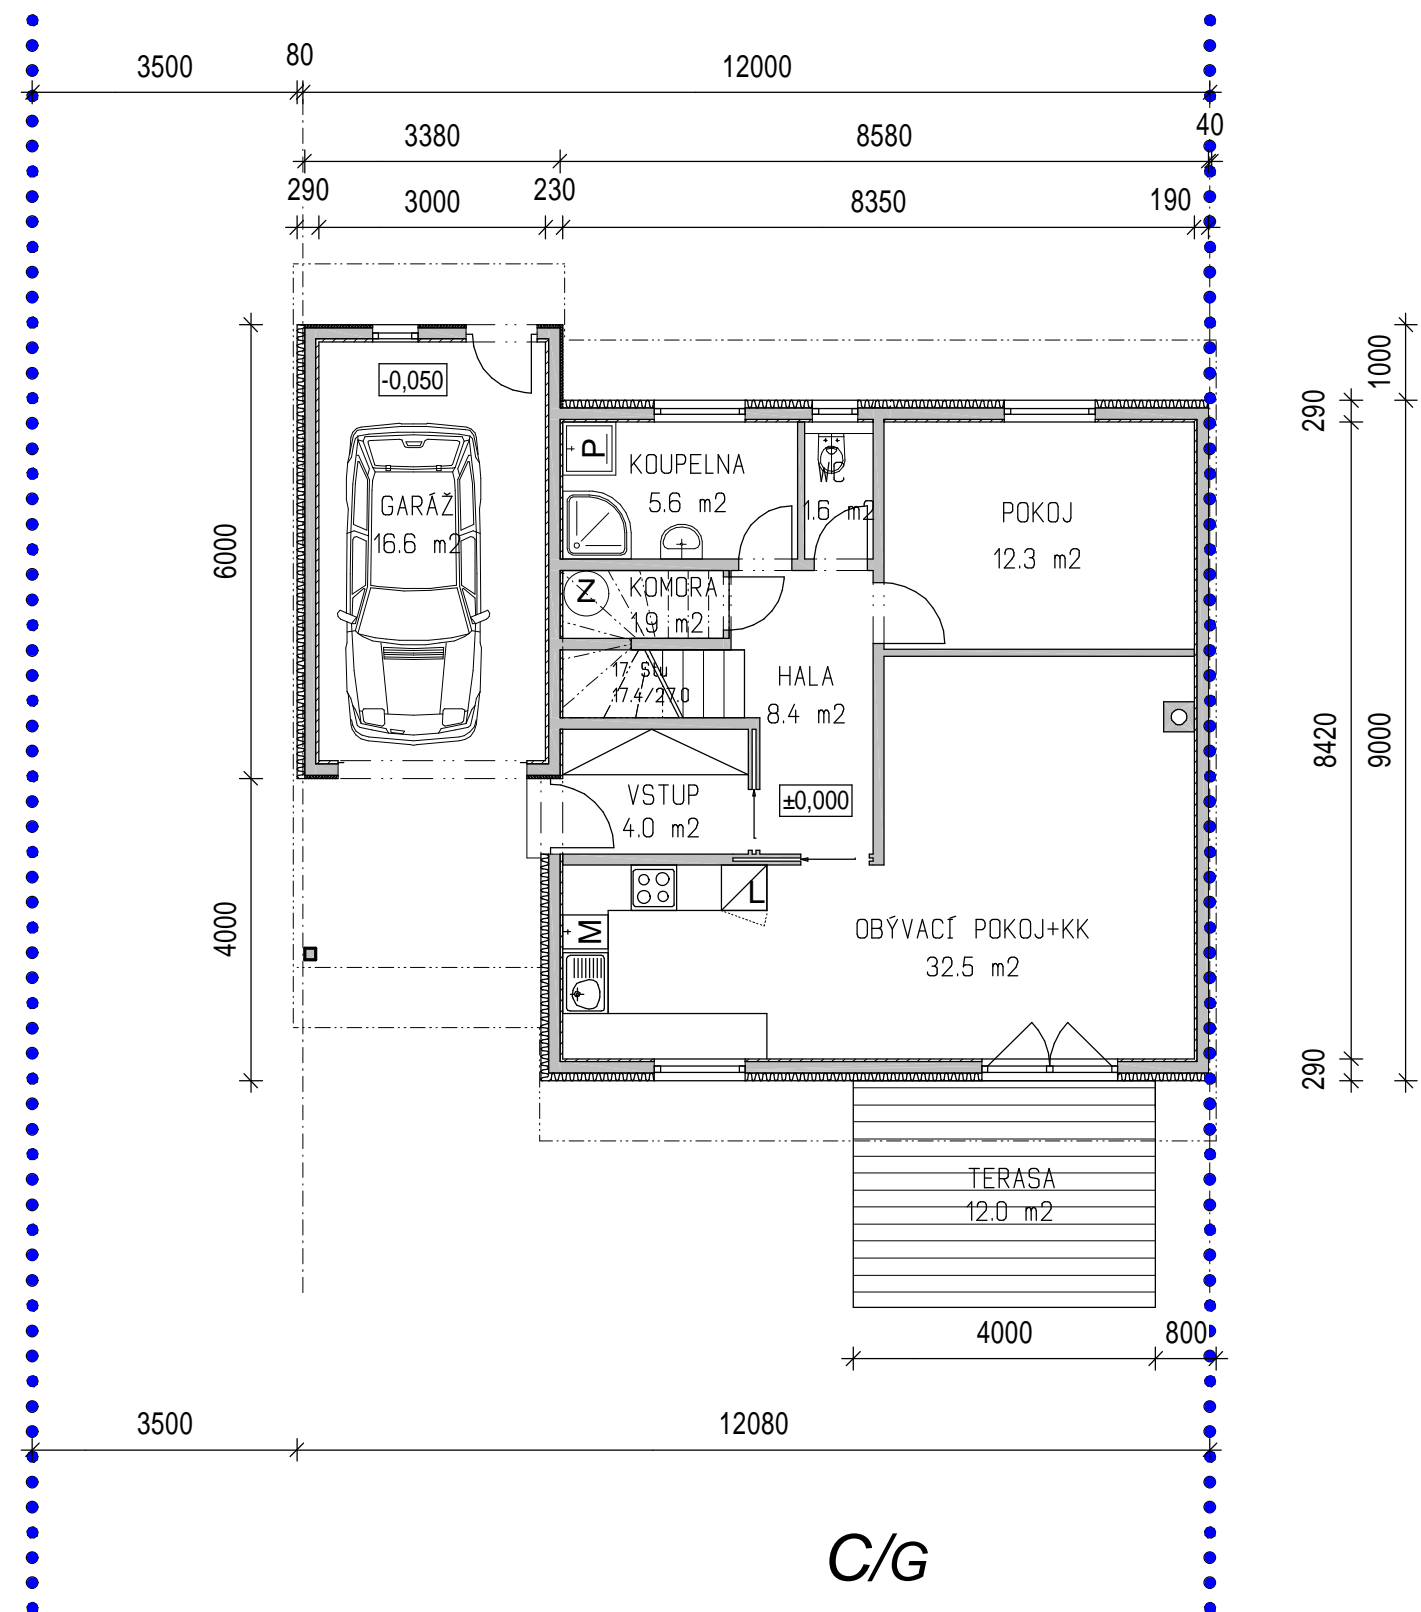 80
3500
12000
3380
8580
40
290
3000
230
8350
190
1000
290
-0,050
P
KOUPELNA
5.6 m2
WC
1.6 m2
POKOJ
12.3 m2
GARÁŽ
16.6 m2
6000
Z
KOMORA
1.9 m2
17 Stu
17.4/27.0
HALA
8.4 m2
8420
9000
VSTUP
4.0 m2
±0,000
L
M
4000
OBÝVACÍ POKOJ+KK
32.5 m2
290
TERASA
12.0 m2
4000
800
3500
12080
C/G